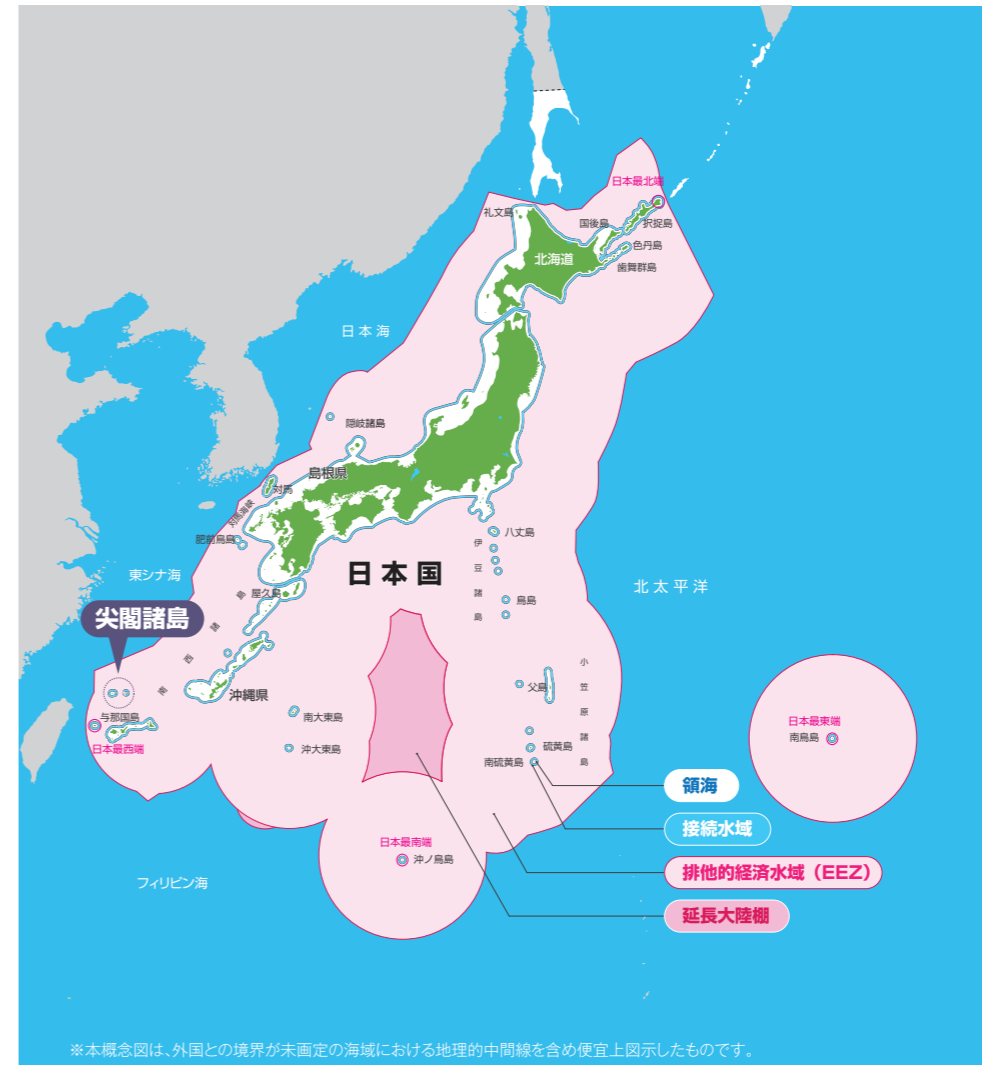 日本最北端
礼文島
国後島
択捉島
色丹島
北海道
歯舞群島
日本海
隠岐諸島
島根県
対馬
対馬海峡
八丈島
肥前鳥島
伊豆諸島
日本国
東シナ海
北太平洋
屋久島
鳥島
尖閣諸島
南西諸島
小笠原諸島
父島
沖縄県
与那国島
南大東島
日本最東端
南鳥島
日本最西端
沖大東島
硫黄島
南硫黄島
領海
接続水域
日本最南端
沖ノ鳥島
排他的経済水域（EEZ）
フィリピン海
延長大陸棚
※本概念図は、外国との境界が未画定の海域における地理的中間線を含め便宜上図示したものです。